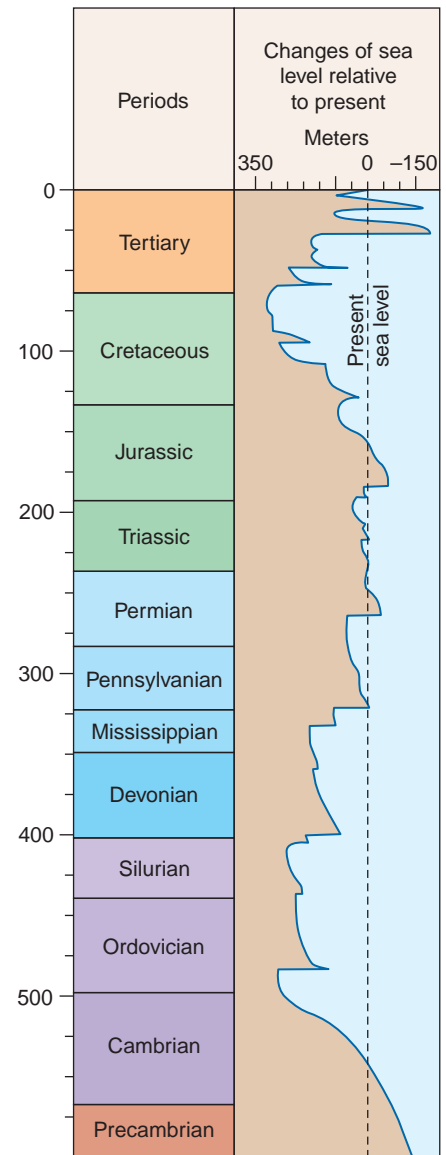 Periods
Changes of sea
level relative
to present
Meters
350 0 –150
0
Tertiary
Present
sea level
100
Cretaceous
Jurassic
200
Triassic
Permian
300
Pennsylvanian
Mississippian
Devonian
400
Silurian
Ordovician
500
Cambrian
Precambrian